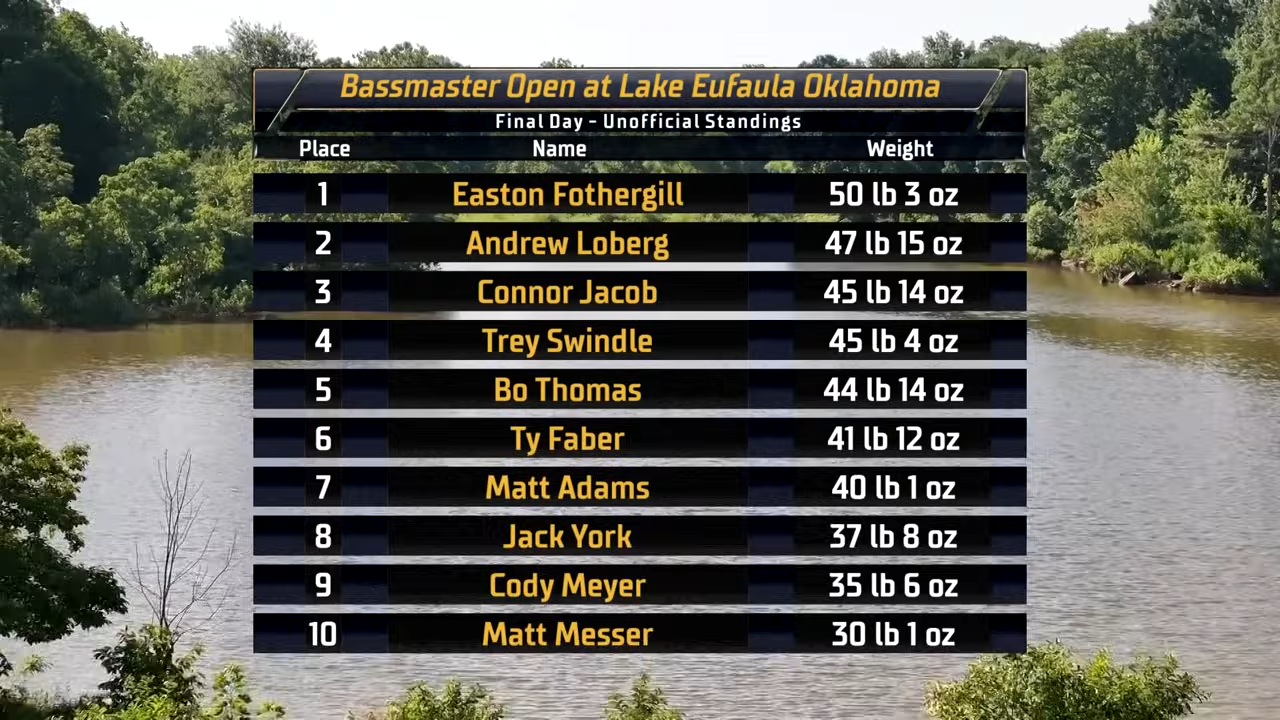 Bassmaster Open at Lake Eufaula Oklahoma
Final Day - Unofficial Standings
Place Name Weight
1 Easton Fothergill 50 lb 3 oz
2 Andrew Loberg 47 lb 15 oz
3 Connor Jacob 45 lb 14 oz
4 Trey Swindle 45 lb 4 oz
5 Bo Thomas 44 lb 14 oz
6 Ty Faber 41 lb 12 oz
7 Matt Adams 40 lb 1 oz
8 Jack York 37 lb 8 oz
9 Cody Meyer 35 lb 6 oz
10 Matt Messer 30 lb 1 oz